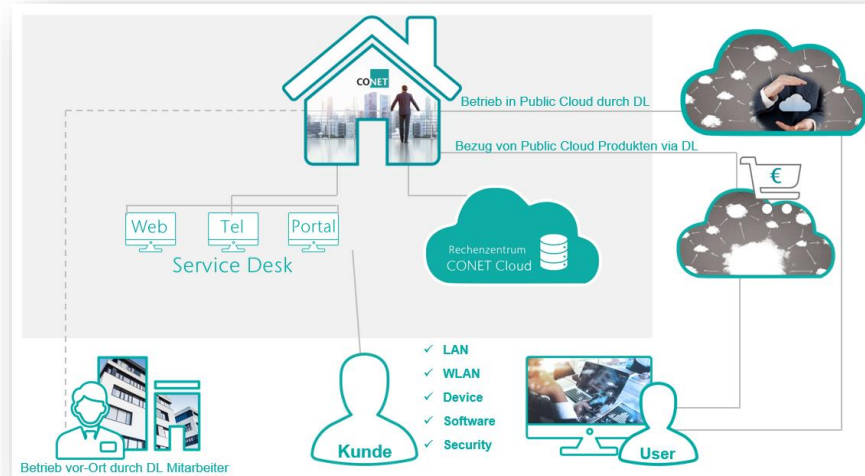 CONET
Betrieb in Public Cloud durch DL
Bezug von Public Cloud Produkten via DL
€
Web
Tel
Portal
Service Desk
Rechenzentrum
CONET Cloud
LAN
WLAN
Device
Software
Security
Kunde
User
Betrieb vor-Ort durch DL Mitarbeiter